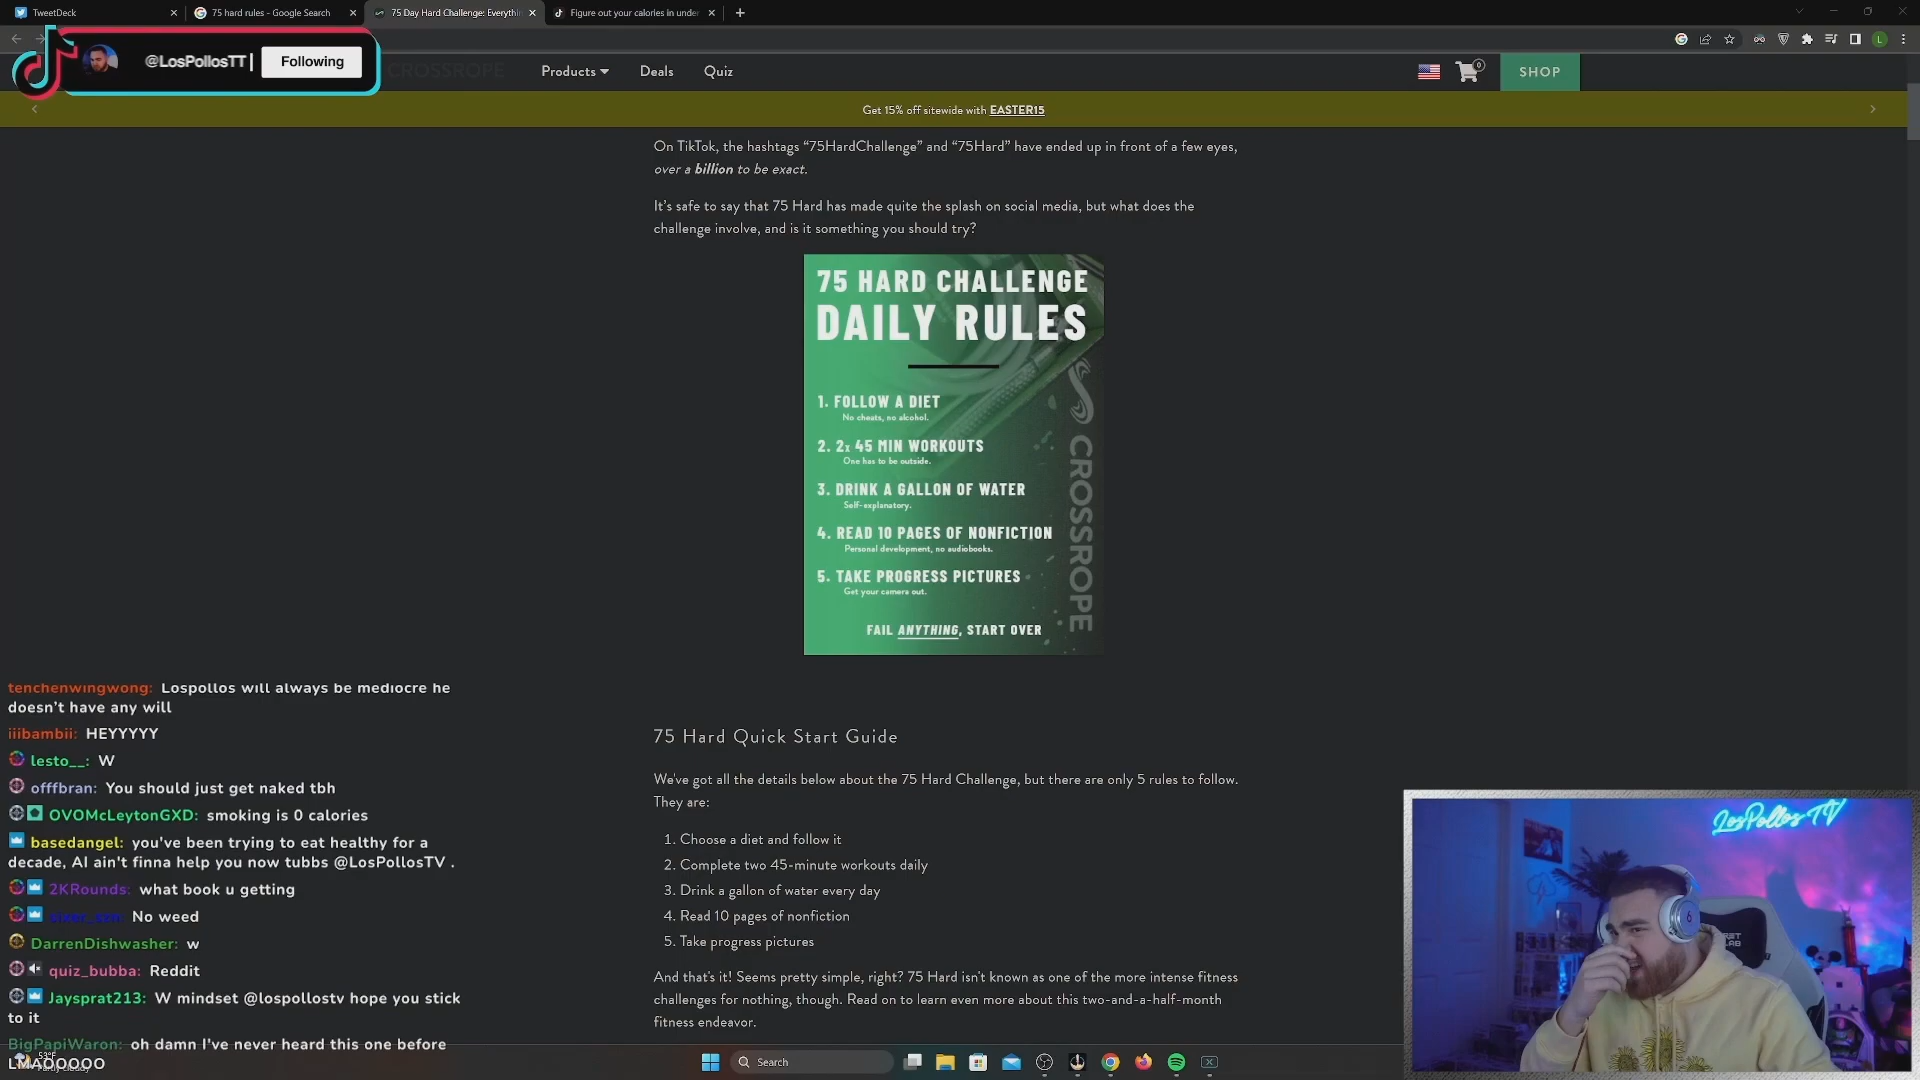 TweetDeck
75 hard rules - Google Search
75 Day Hard Challenge: Everythin
Figure out your calories in under
@LosPollosTT |
Following
CROSSROPE
Products
Deals
Quiz
0
SHOP
L
Get 15% off sitewide with EASTER15
On TikTok, the hashtags “75HardChallenge” and “75Hard” have ended up in front of a few eyes,
over a billion to be exact.
It’s safe to say that 75 Hard has made quite the splash on social media, but what does the
challenge involve, and is it something you should try?
75 HARD CHALLENGE
DAILY RULES
1. FOLLOW A DIET
No cheats, no alcohol.
2. 2x 45 MIN WORKOUTS
One has to be outside.
3. DRINK A GALLON OF WATER
Self-explanatory.
4. READ 10 PAGES OF NONFICTION
Personal development, no audiobooks.
5. TAKE PROGRESS PICTURES
Get your camera out.
FAIL ANYTHING, START OVER
CROSSROPE
75 Hard Quick Start Guide
We've got all the details below about the 75 Hard Challenge, but there are only 5 rules to follow.
They are:
1. Choose a diet and follow it
2. Complete two 45-minute workouts daily
3. Drink a gallon of water every day
4. Read 10 pages of nonfiction
5. Take progress pictures
And that's it! Seems pretty simple, right? 75 Hard isn't known as one of the more intense fitness
challenges for nothing, though. Read on to learn even more about this two-and-a-half-month
fitness endeavor.
tenchenwingwong: Lospollos will always be mediocre he
doesn’t have any will
iiibambii: HEYYYYY
lesto__: W
offfbran: You should just get naked tbh
OVOMcLeytonGXD: smoking is 0 calories
basedangel: you've been trying to eat healthy for a
decade, AI ain't finna help you now tubbs @LosPollosTV .
2KRounds: what book u getting
No weed
DarrenDishwasher: w
quiz_bubba: Reddit
Jaysprat213: W mindset @lospollostv hope you stick
to it
BigPapiWaron: oh damn I've never heard this one before
LMAOOOOO
53°F
Search
LosPollos TV